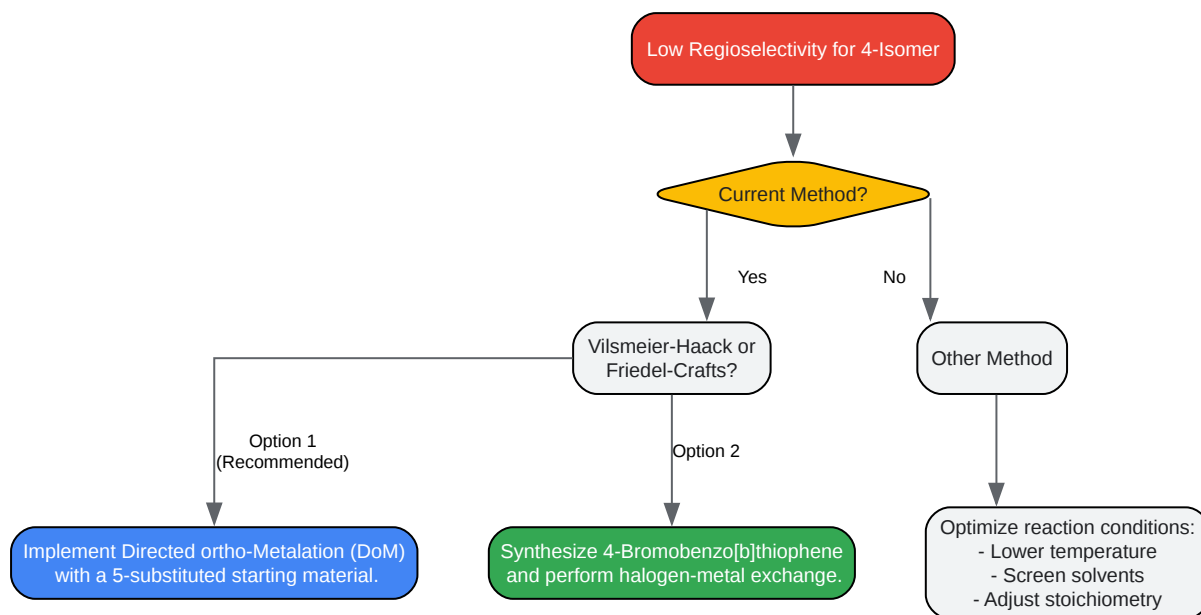 Low Regioselectivity for 4-Isomer
Current Method?
Yes
No
Vilsmeier-Haack or
Friedel-Crafts?
Other Method
Option 1
(Recommended)
Option 2
Implement Directed ortho-Metalation (DoM)
with a 5-substituted starting material.
Synthesize 4-Bromobenzo[b]thiophene
and perform halogen-metal exchange.
Optimize reaction conditions:
- Lower temperature
- Screen solvents
- Adjust stoichiometry